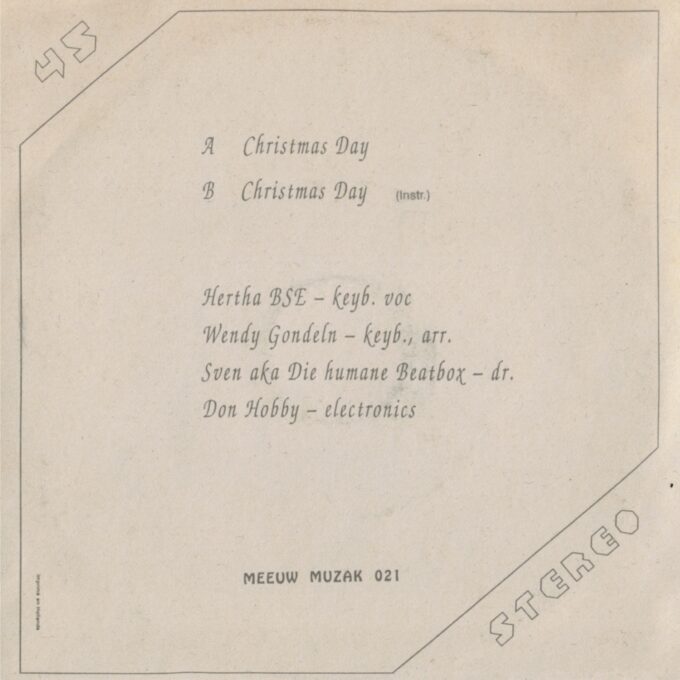 45
A Christmas Day
B Christmas Day (Instr.)
Hertha BSE – keyb. voc
Wendy Gondeln – keyb., arr.
Sven aka Die humane Beatbox – dr.
Don Hobby – electronics
MEEUW MUZAK 021
STEREO